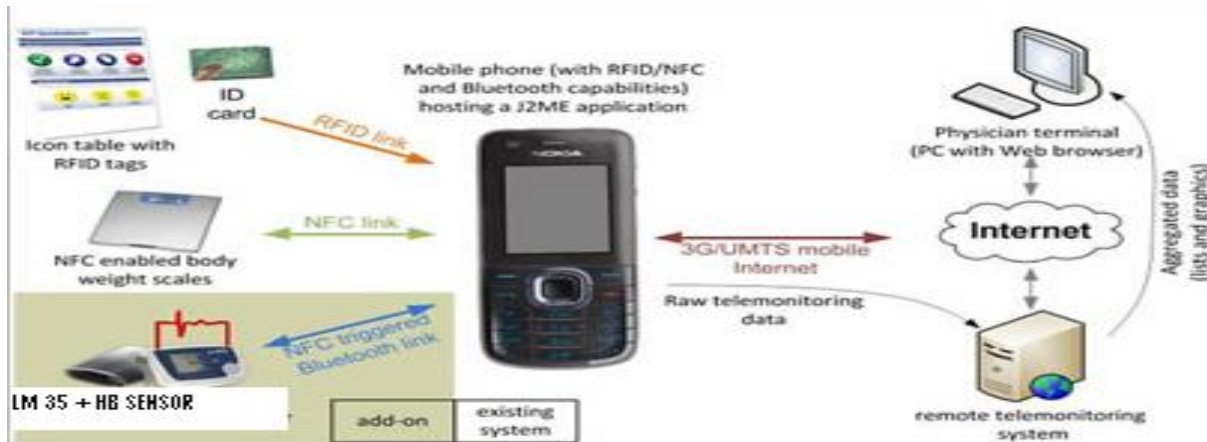 ID
card
Icon table with
RFID tags
RFID link
Mobile phone (with RFID/NFC
and Bluetooth capabilities)
hosting a J2ME application
NOKIA
NFC link
NFC enabled body
weight scales
NFC triggered
Bluetooth link
LM 35 + HB SENSOR
add-on
existing
system
3G/UMTS mobile
Internet
Raw telemonitoring
data
Physician terminal
(PC with Web browser)
Internet
Aggregated data
(lists and graphics)
remote telemonitoring
system